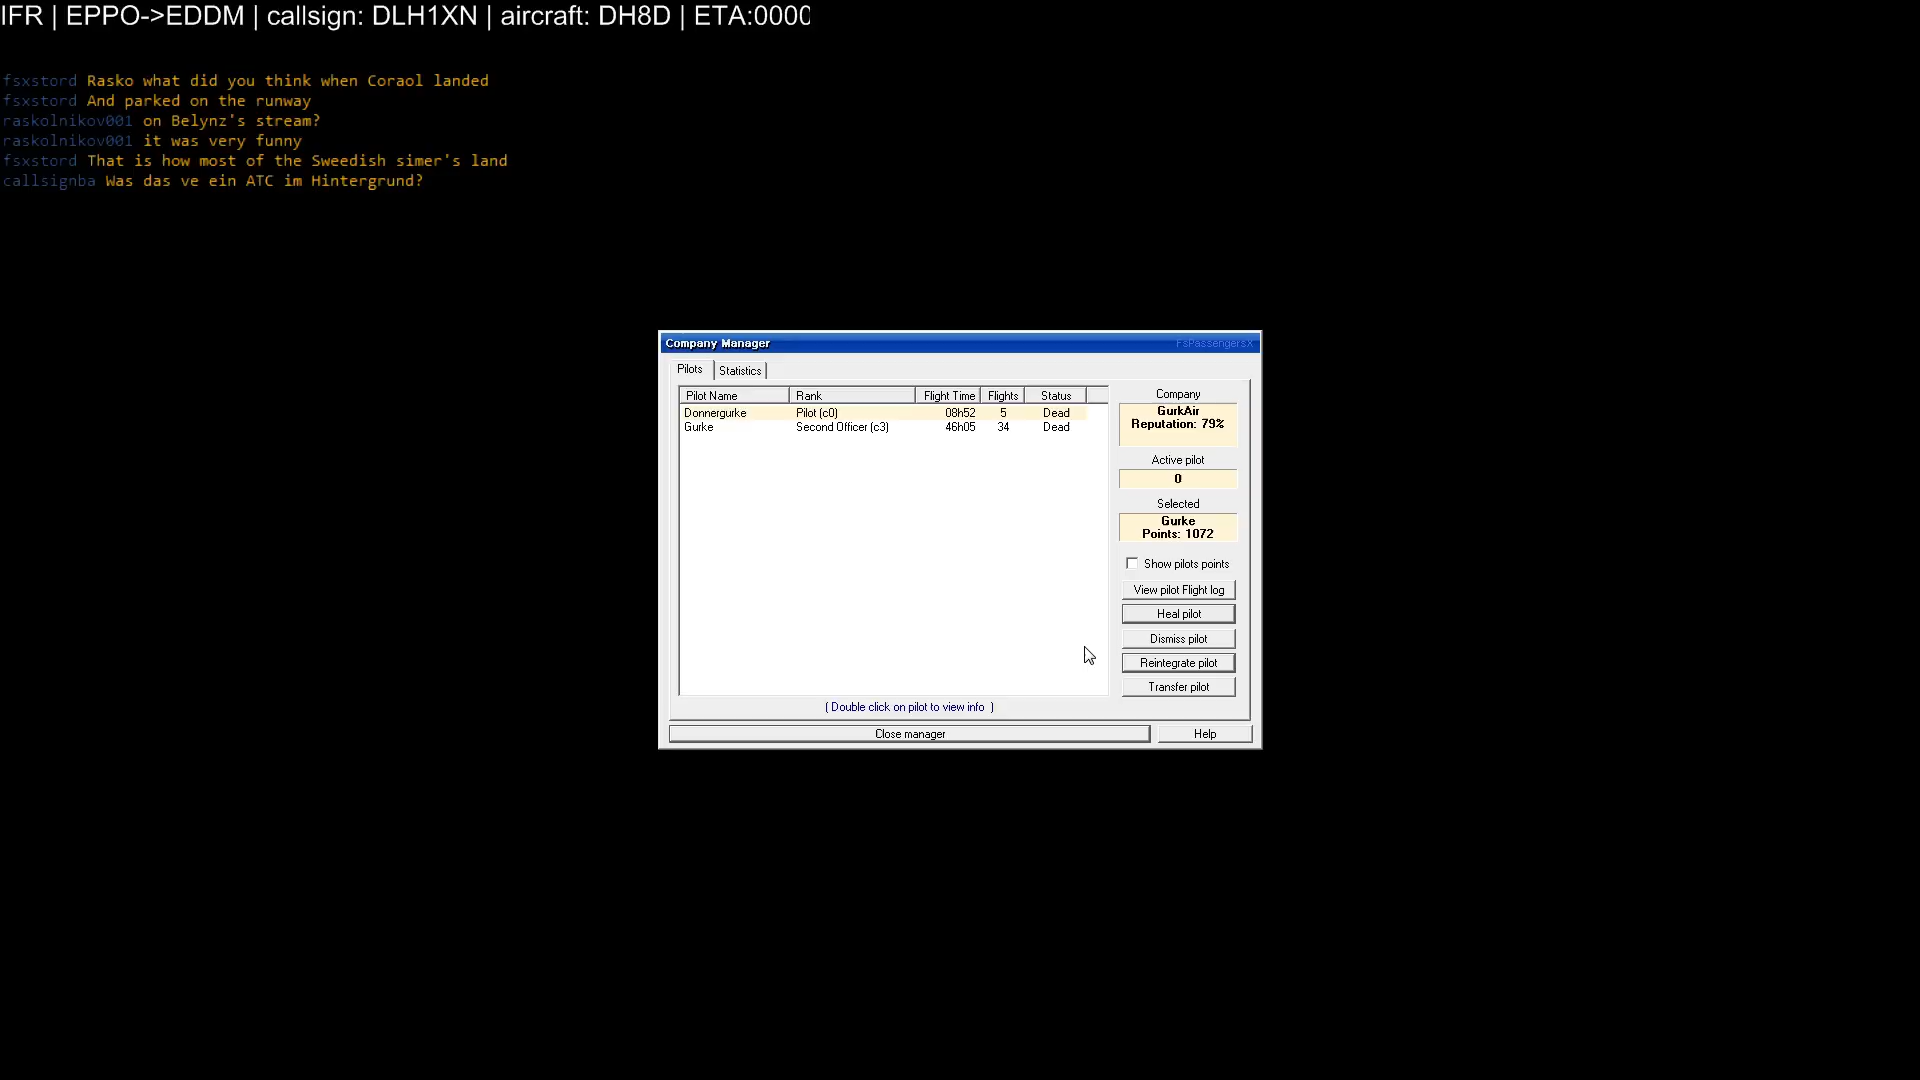 IFR | EPPO->EDDM | callsign: DLH1XN | aircraft: DH8D | ETA:0000
fsxstord Rasko what did you think when Coraol landed
fsxstord And parked on the runway
raskolnikov001 on Belynz's stream?
raskolnikov001 it was very funny
fsxstord That is how most of the Sweedish simer's land
callsignba Was das ve ein ATC im Hintergrund?
Company Manager FsPassengersX
Pilots Statistics
Pilot Name Rank Flight Time Flights Status
Donnergurke Pilot (c0) 08h52 5 Dead
Gurke Second Officer (c3) 46h05 34 Dead
Company
GurkAir
Reputation: 79%
Active pilot
0
Selected
Gurke
Points: 1072
Show pilots points
View pilot Flight log
Heal pilot
Dismiss pilot
Reintegrate pilot
Transfer pilot
( Double click on pilot to view info )
Close manager Help